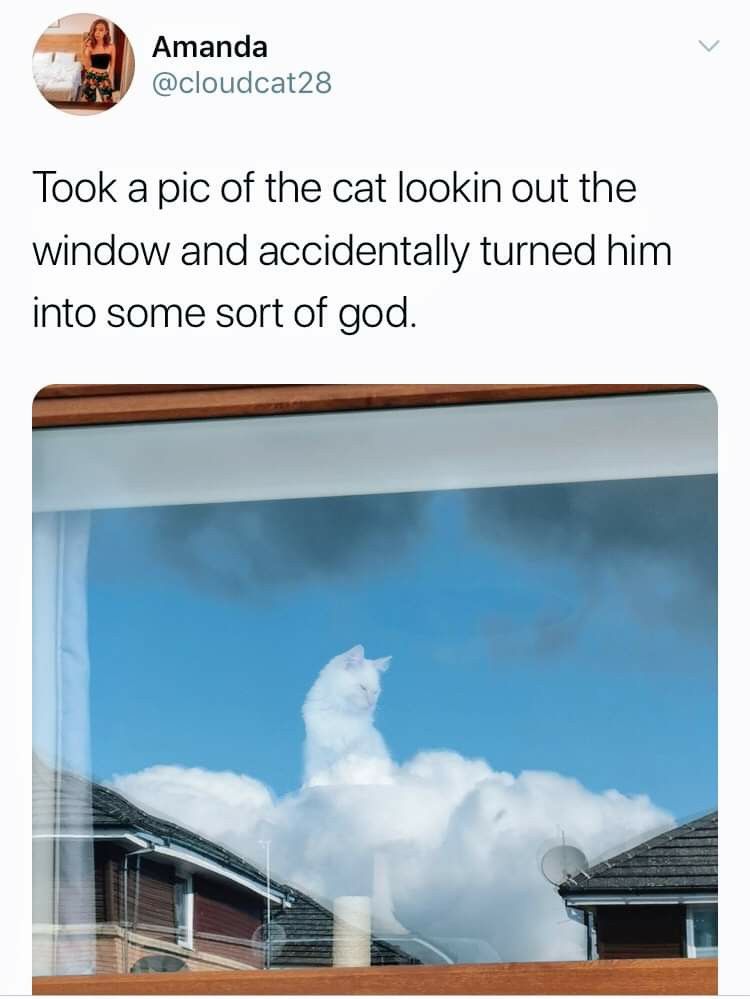 Amanda
@cloudcat28
Took a pic of the cat lookin out the
window and accidentally turned him
into some sort of god.